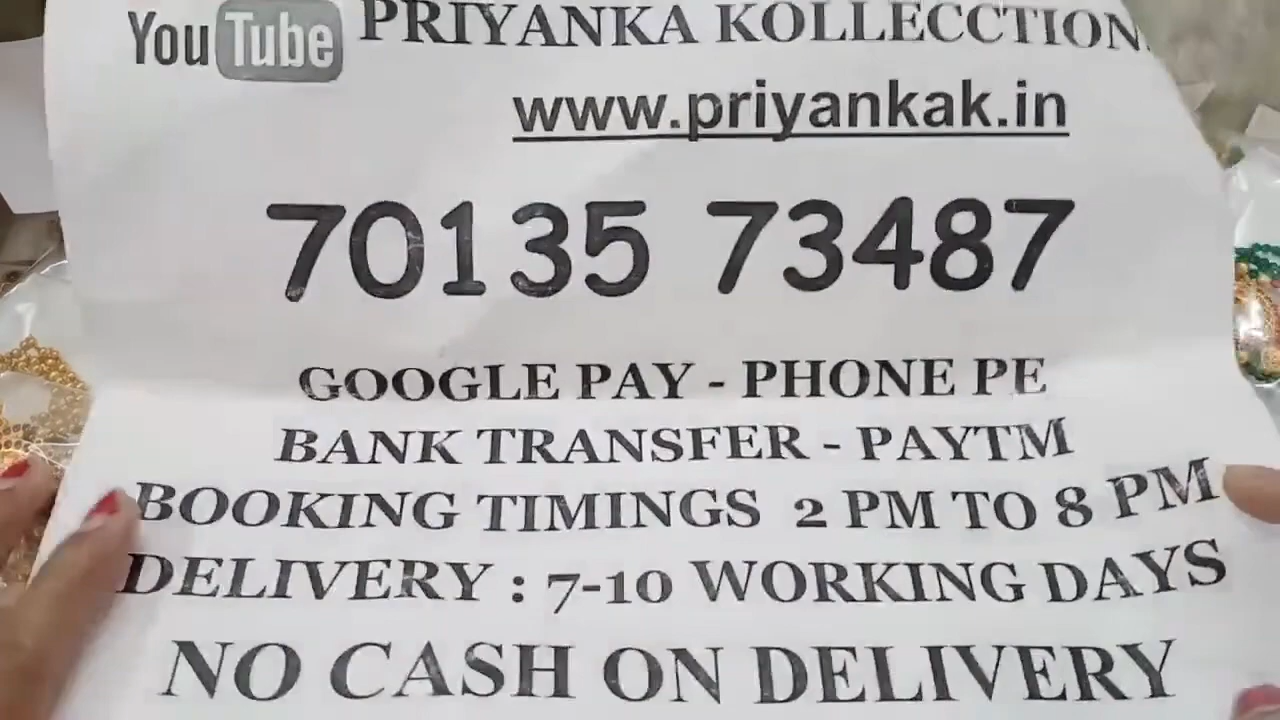 YouTube PRIYANKA KOLLECCTION
www.priyankak.in
70135 73487
GOOGLE PAY - PHONE PE
BANK TRANSFER - PAYTM
BOOKING TIMINGS 2 PM TO 8 PM
DELIVERY : 7-10 WORKING DAYS
NO CASH ON DELIVERY